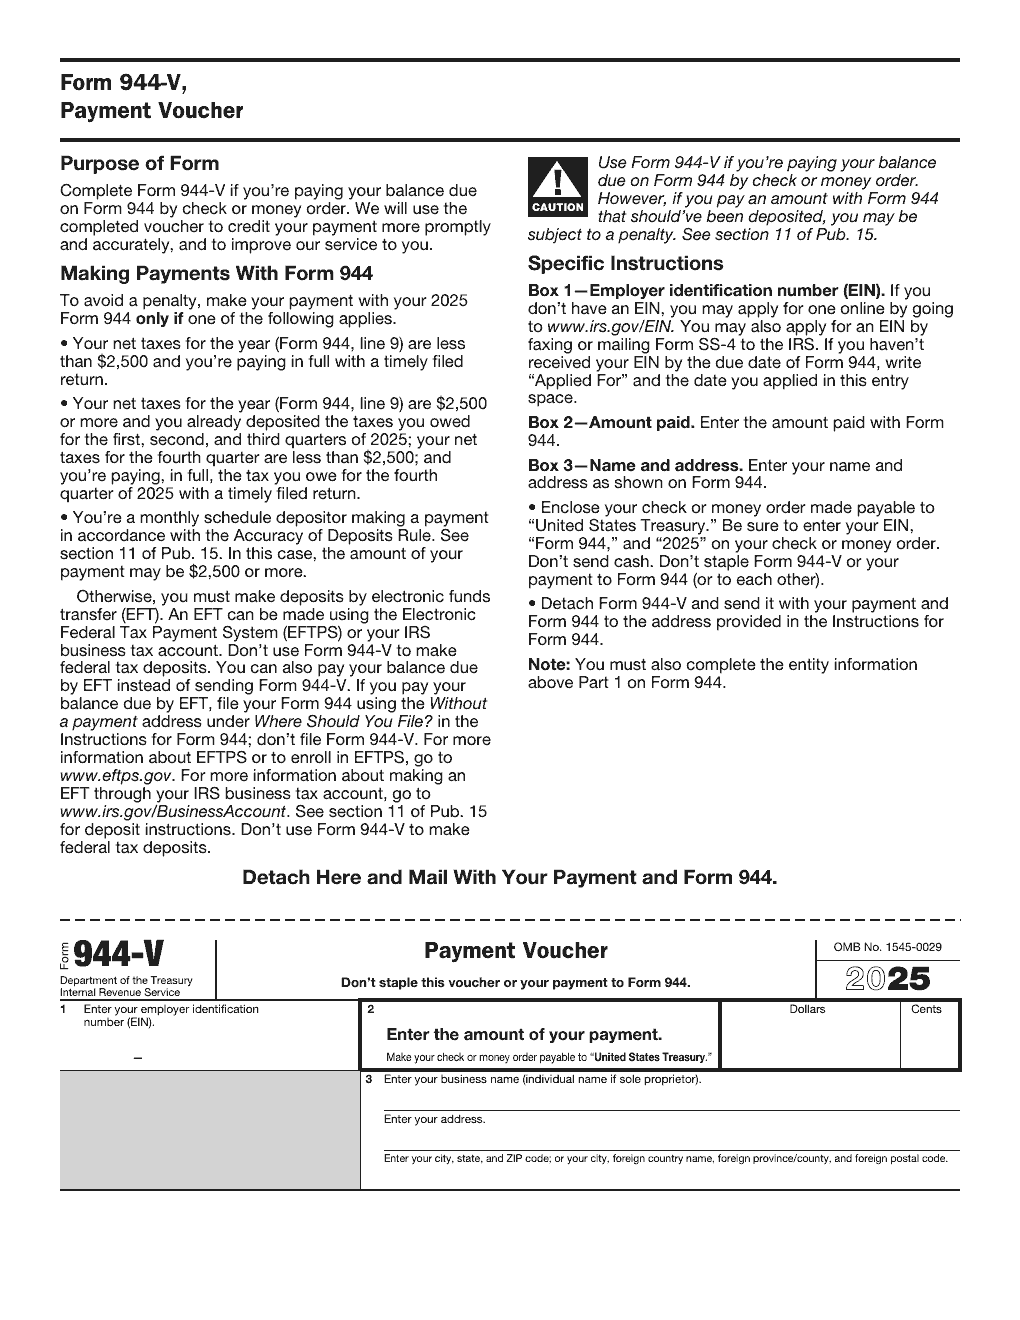 Form 944-V,
Payment Voucher
Purpose of Form
Complete Form 944-V if you’re paying your balance due
on Form 944 by check or money order. We will use the
completed voucher to credit your payment more promptly
and accurately, and to improve our service to you.
Making Payments With Form 944
To avoid a penalty, make your payment with your 2025
Form 944 only if one of the following applies.
• Your net taxes for the year (Form 944, line 9) are less
than $2,500 and you’re paying in full with a timely filed
return.
• Your net taxes for the year (Form 944, line 9) are $2,500
or more and you already deposited the taxes you owed
for the first, second, and third quarters of 2025; your net
taxes for the fourth quarter are less than $2,500; and
you’re paying, in full, the tax you owe for the fourth
quarter of 2025 with a timely filed return.
• You’re a monthly schedule depositor making a payment
in accordance with the Accuracy of Deposits Rule. See
section 11 of Pub. 15. In this case, the amount of your
payment may be $2,500 or more.
Otherwise, you must make deposits by electronic funds
transfer (EFT). An EFT can be made using the Electronic
Federal Tax Payment System (EFTPS) or your IRS
business tax account. Don’t use Form 944-V to make
federal tax deposits. You can also pay your balance due
by EFT instead of sending Form 944-V. If you pay your
balance due by EFT, file your Form 944 using the Without
a payment address under Where Should You File? in the
Instructions for Form 944; don’t file Form 944-V. For more
information about EFTPS or to enroll in EFTPS, go to
www.eftps.gov. For more information about making an
EFT through your IRS business tax account, go to
www.irs.gov/BusinessAccount. See section 11 of Pub. 15
for deposit instructions. Don’t use Form 944-V to make
federal tax deposits.
CAUTION
Use Form 944-V if you’re paying your balance
due on Form 944 by check or money order.
However, if you pay an amount with Form 944
that should’ve been deposited, you may be
subject to a penalty. See section 11 of Pub. 15.
Specific Instructions
Box 1—Employer identification number (EIN). If you
don’t have an EIN, you may apply for one online by going
to www.irs.gov/EIN. You may also apply for an EIN by
faxing or mailing Form SS-4 to the IRS. If you haven’t
received your EIN by the due date of Form 944, write
“Applied For” and the date you applied in this entry
space.
Box 2—Amount paid. Enter the amount paid with Form
944.
Box 3—Name and address. Enter your name and
address as shown on Form 944.
• Enclose your check or money order made payable to
“United States Treasury.” Be sure to enter your EIN,
“Form 944,” and “2025” on your check or money order.
Don’t send cash. Don’t staple Form 944-V or your
payment to Form 944 (or to each other).
• Detach Form 944-V and send it with your payment and
Form 944 to the address provided in the Instructions for
Form 944.
Note: You must also complete the entity information
above Part 1 on Form 944.
Detach Here and Mail With Your Payment and Form 944.
Form 944-V
Department of the Treasury
Internal Revenue Service
Payment Voucher
Don’t staple this voucher or your payment to Form 944.
OMB No. 1545-0029
2025
1 Enter your employer identification
number (EIN).
–
2
Enter the amount of your payment.
Make your check or money order payable to “United States Treasury.”
Dollars
Cents
3 Enter your business name (individual name if sole proprietor).
Enter your address.
Enter your city, state, and ZIP code; or your city, foreign country name, foreign province/county, and foreign postal code.